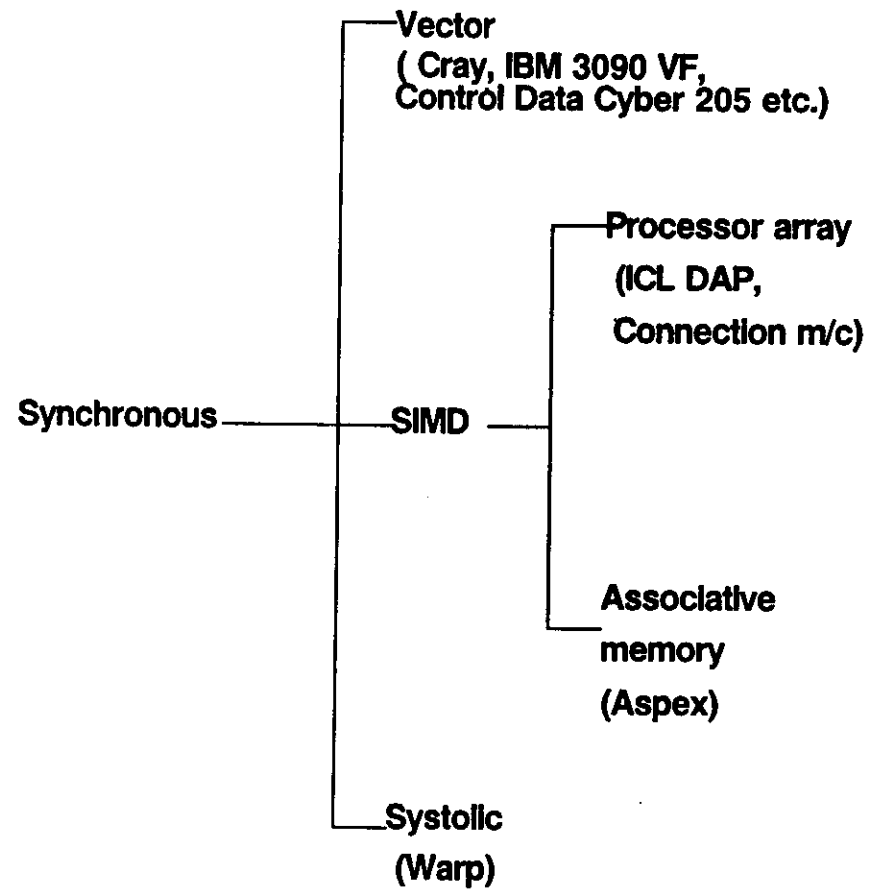 Vector
( Cray, IBM 3090 VF,
Control Data Cyber 205 etc.)
Processor array
(ICL DAP,
Connection m/c)
Synchronous
SIMD
Associative
memory
(Aspex)
Systolic
(Warp)